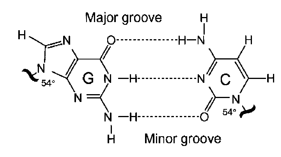 Major groove
H N O H-N H H
N G N-H N C H
54° N N-H O N 54°
H
Minor groove